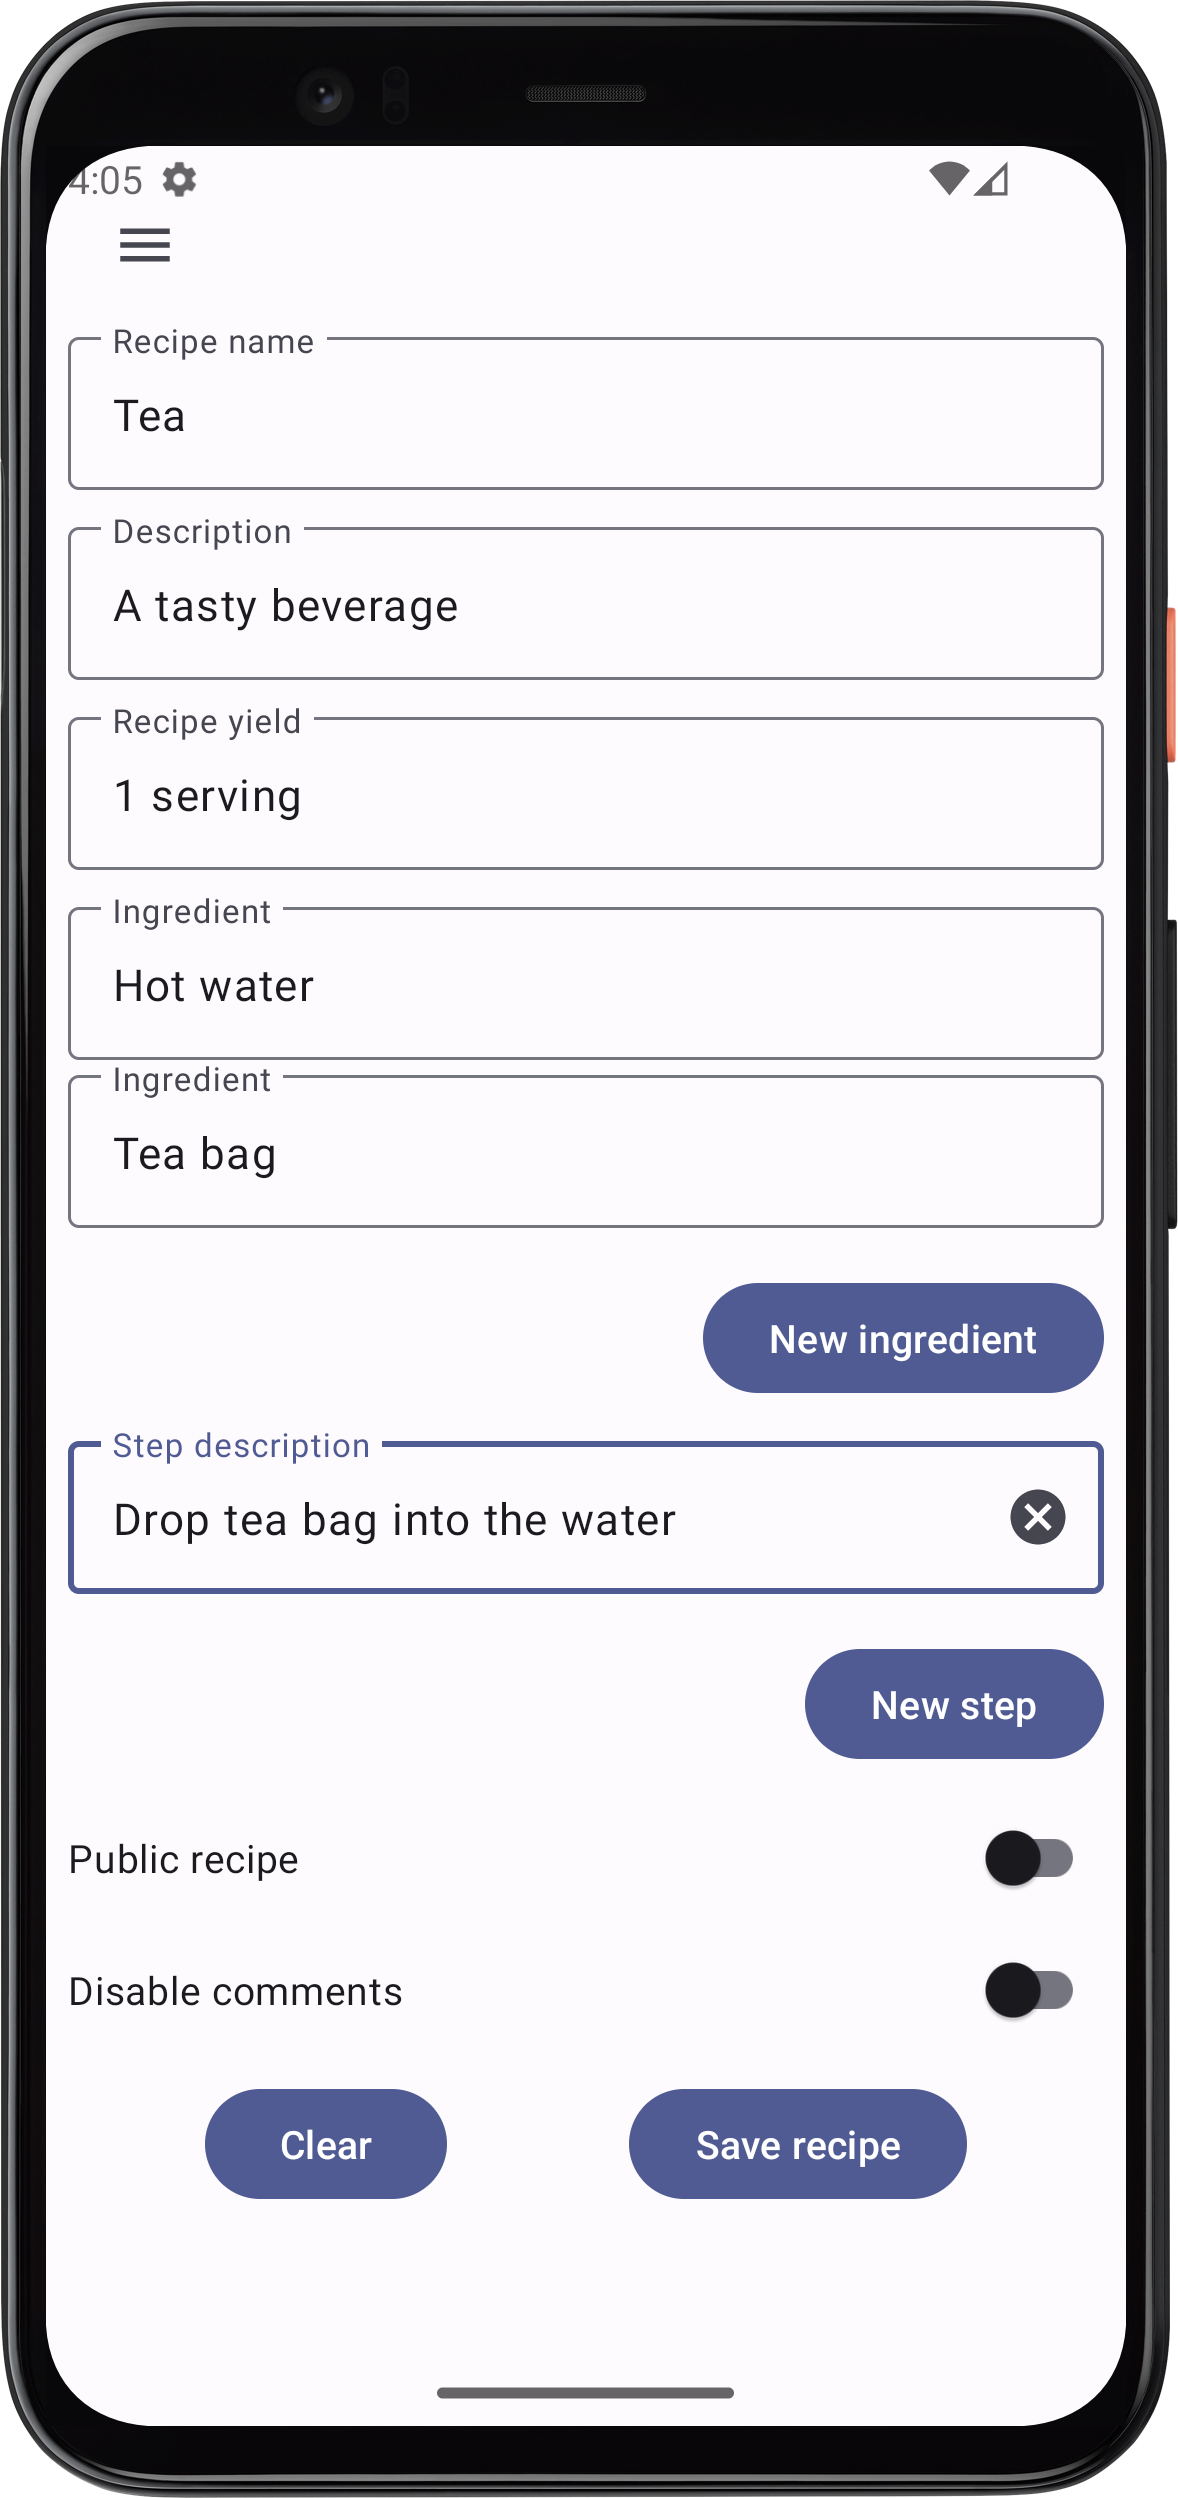 4:05
Recipe name
Tea
Description
A tasty beverage
Recipe yield
1 serving
Ingredient
Hot water
Ingredient
Tea bag
New ingredient
Step description
Drop tea bag into the water
New step
Public recipe
Disable comments
Clear
Save recipe